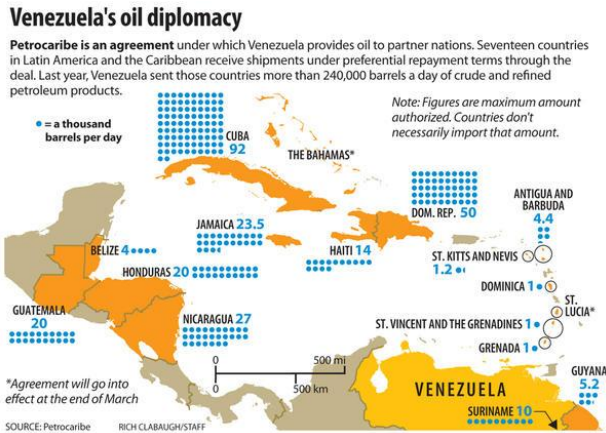 Venezuela's oil diplomacy
Petrocaribe is an agreement under which Venezuela provides oil to partner nations. Seventeen countries
in Latin America and the Caribbean receive shipments under preferential repayment terms through the
deal. Last year, Venezuela sent those countries more than 240,000 barrels a day of crude and refined
petroleum products.
= a thousand
barrels per day
Note: Figures are maximum amount
authorized. Countries don't
necessarily import that amount.
CUBA
92
THE BAHAMAS*
DOM. REP. 50
ANTIGUA AND
BARBUDA
4.4
JAMAICA 23.5
BELIZE 4
HAITI 14
ST. KITTS AND NEVIS
1.2
HONDURAS 20
DOMINICA 1
ST.
LUCIA*
GUATEMALA
20
NICARAGUA 27
ST. VINCENT AND THE GRENADINES 1
GRENADA 1
0 500 mi
0 500 km
GUYANA
5.2
VENEZUELA
SURINAME 10
*Agreement will go into
effect at the end of March
SOURCE: Petrocaribe RICH CLABAUGH/STAFF